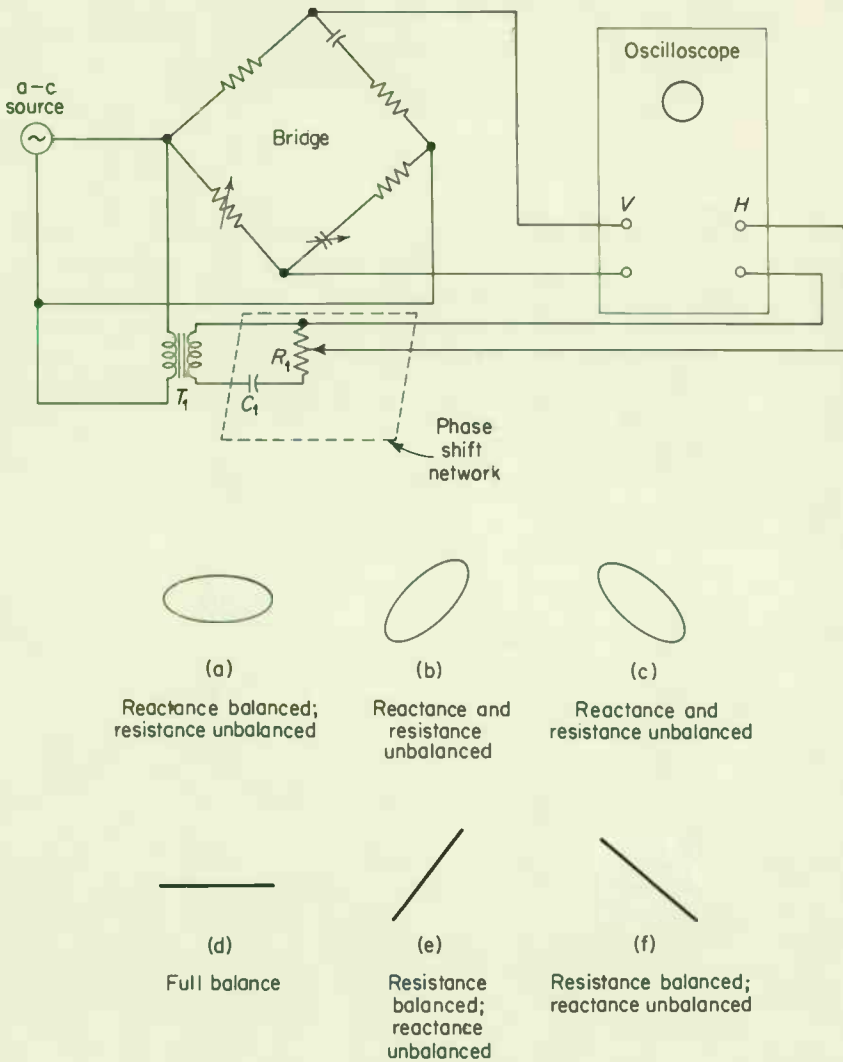 a-c
source
~
Bridge
Oscilloscope
V
H
T1
C1
R1
Phase
shift
network
(a)
Reactance balanced;
resistance unbalanced
(b)
Reactance and
resistance
unbalanced
(c)
Reactance and
resistance unbalanced
(d)
Full balance
(e)
Resistance
balanced;
reactance
unbalanced
(f)
Resistance balanced;
reactance unbalanced